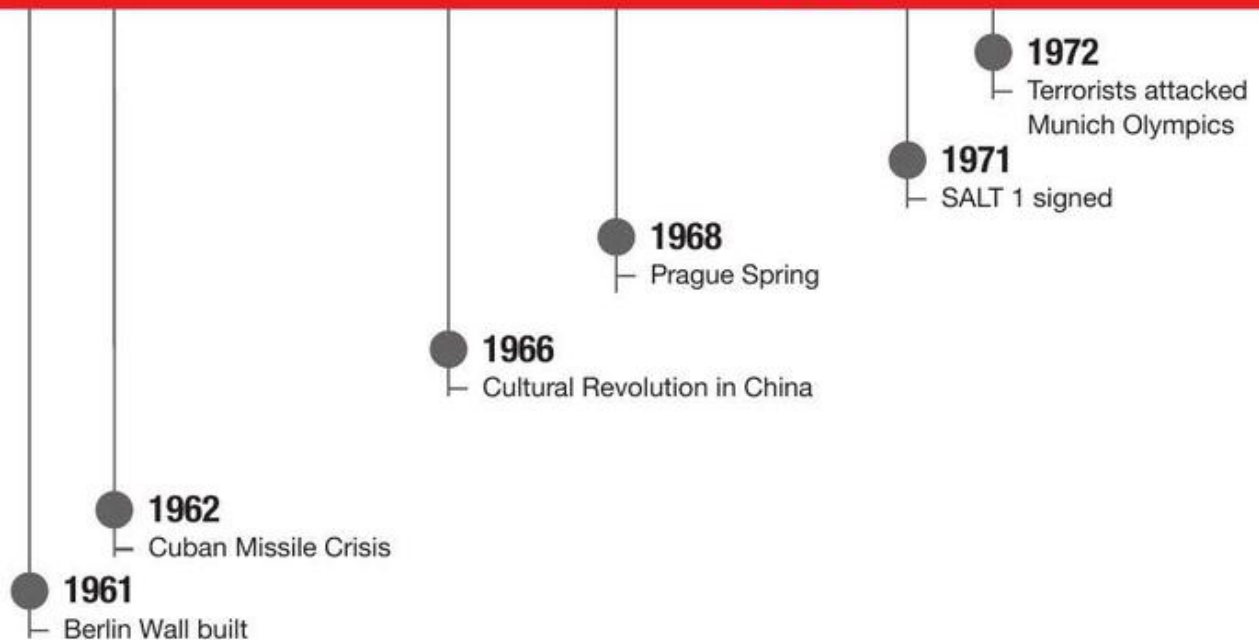 1972
Terrorists attacked
Munich Olympics
1971
SALT 1 signed
1968
Prague Spring
1966
Cultural Revolution in China
1962
Cuban Missile Crisis
1961
Berlin Wall built